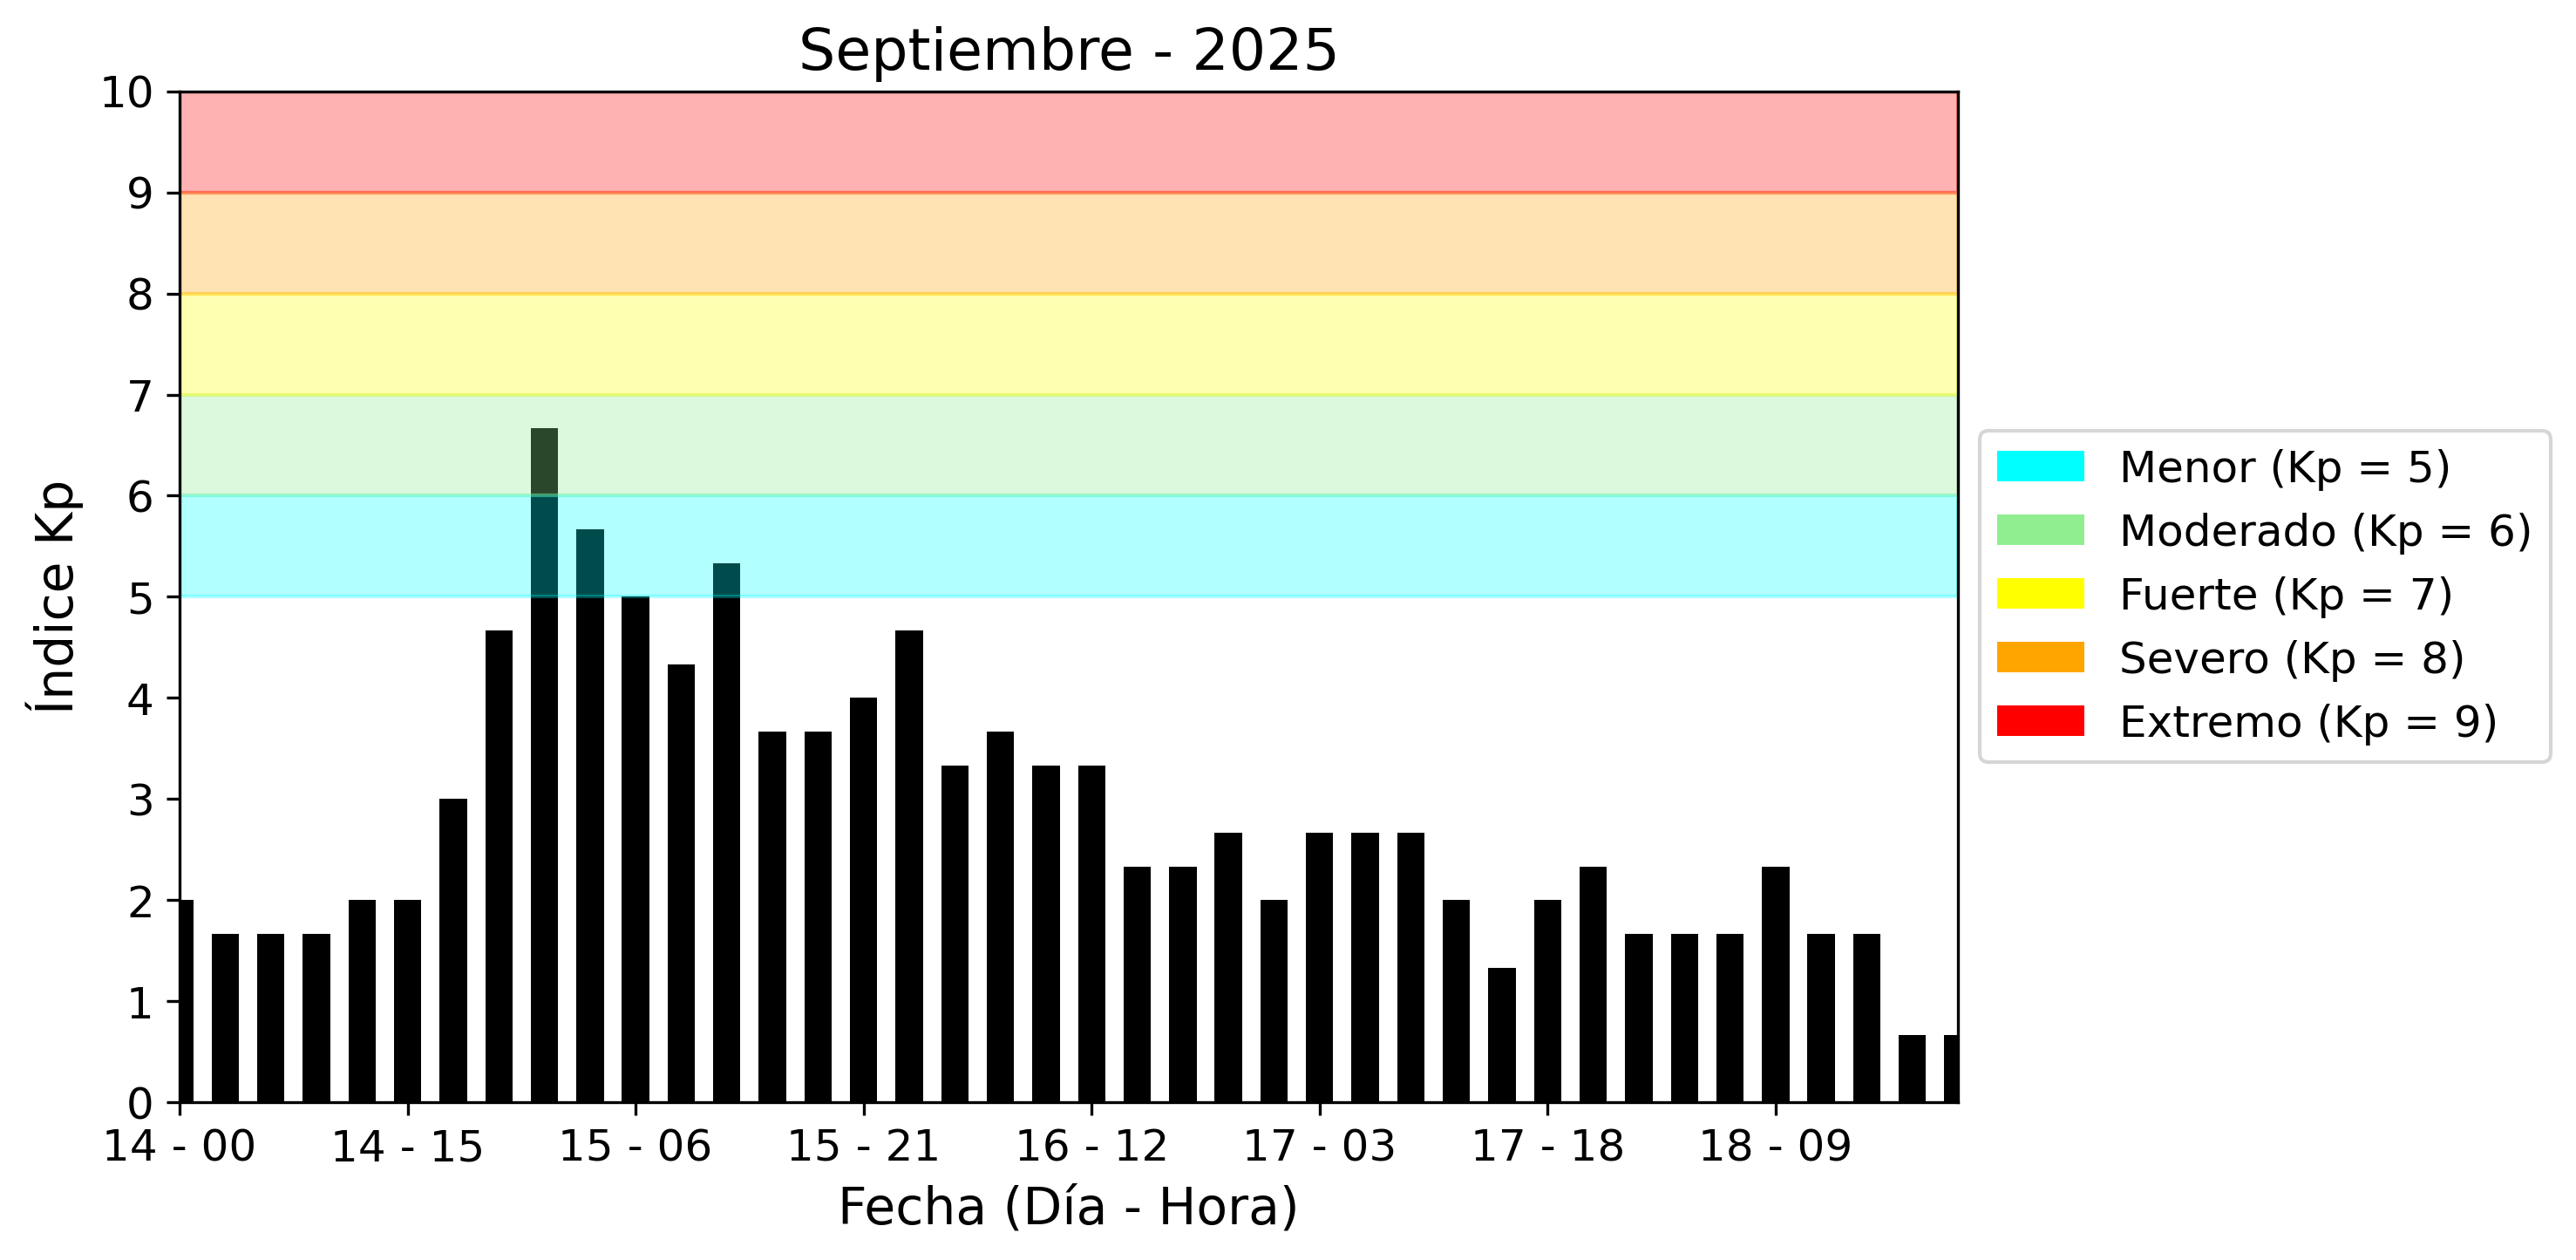 Septiembre - 2025
10
9
8
7
6
5
4
3
2
1
0
Índice Kp
14 - 00
14 - 15
15 - 06
15 - 21
16 - 12
17 - 03
17 - 18
18 - 09
Fecha (Día - Hora)
Menor (Kp = 5)
Moderado (Kp = 6)
Fuerte (Kp = 7)
Severo (Kp = 8)
Extremo (Kp = 9)